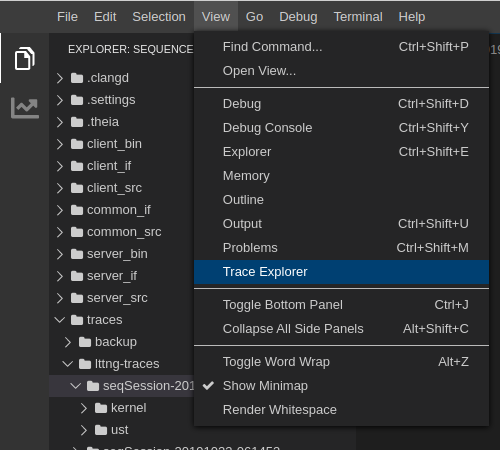 File Edit Selection View Go Debug Terminal Help
EXPLORER: SEQUENCE
.clangd
.settings
.theia
client_bin
client_if
client_src
common_if
common_src
server_bin
server_if
server_src
traces
backup
lttng-traces
seqSession-201
kernel
ust
Find Command... Ctrl+Shift+P
Open View...
Debug Ctrl+Shift+D
Debug Console Ctrl+Shift+Y
Explorer Ctrl+Shift+E
Memory
Outline
Output Ctrl+Shift+U
Problems Ctrl+Shift+M
Trace Explorer
Toggle Bottom Panel Ctrl+J
Collapse All Side Panels Alt+Shift+C
Toggle Word Wrap Alt+Z
Show Minimap
Render Whitespace